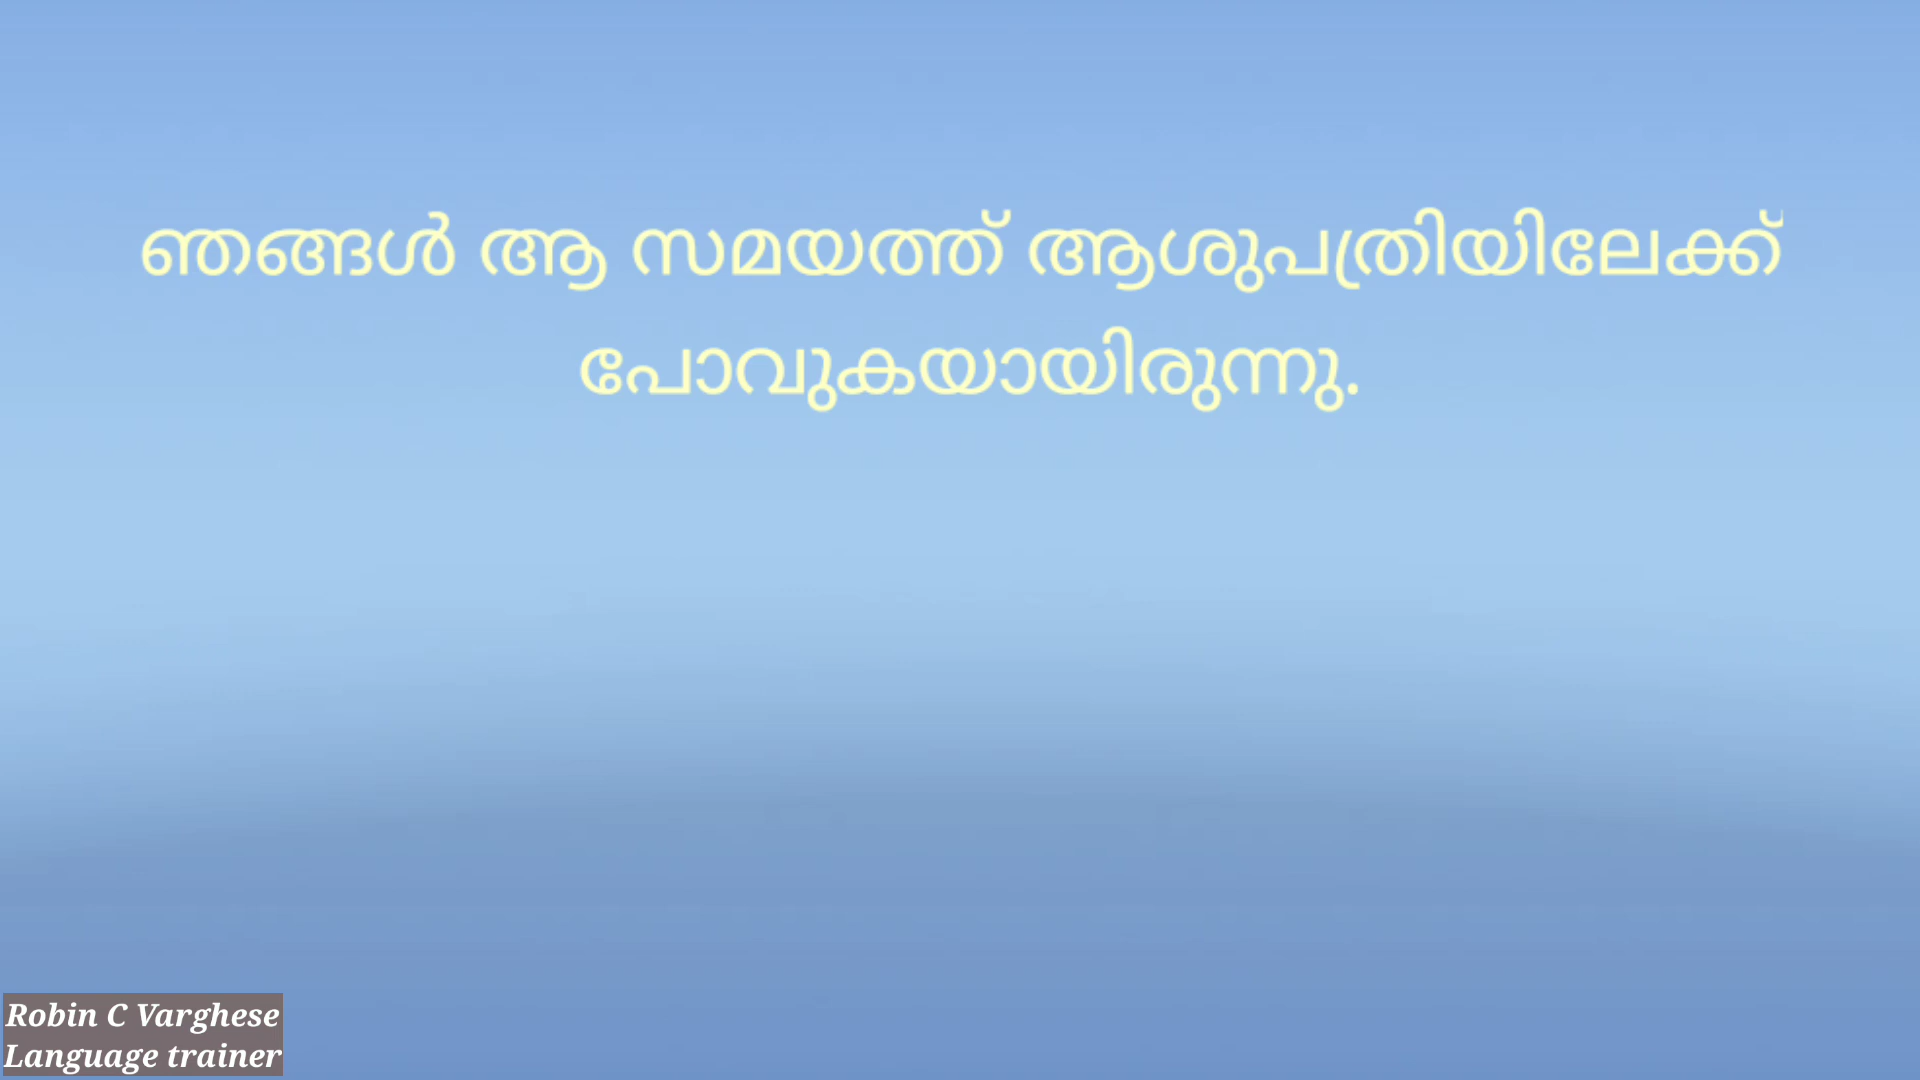 ഞങ്ങൾ ആ സമയത്ത് ആശുപത്രിയിലേക്ക്
പോവുകയായിരുന്നു.
Robin C Varghese
Language trainer